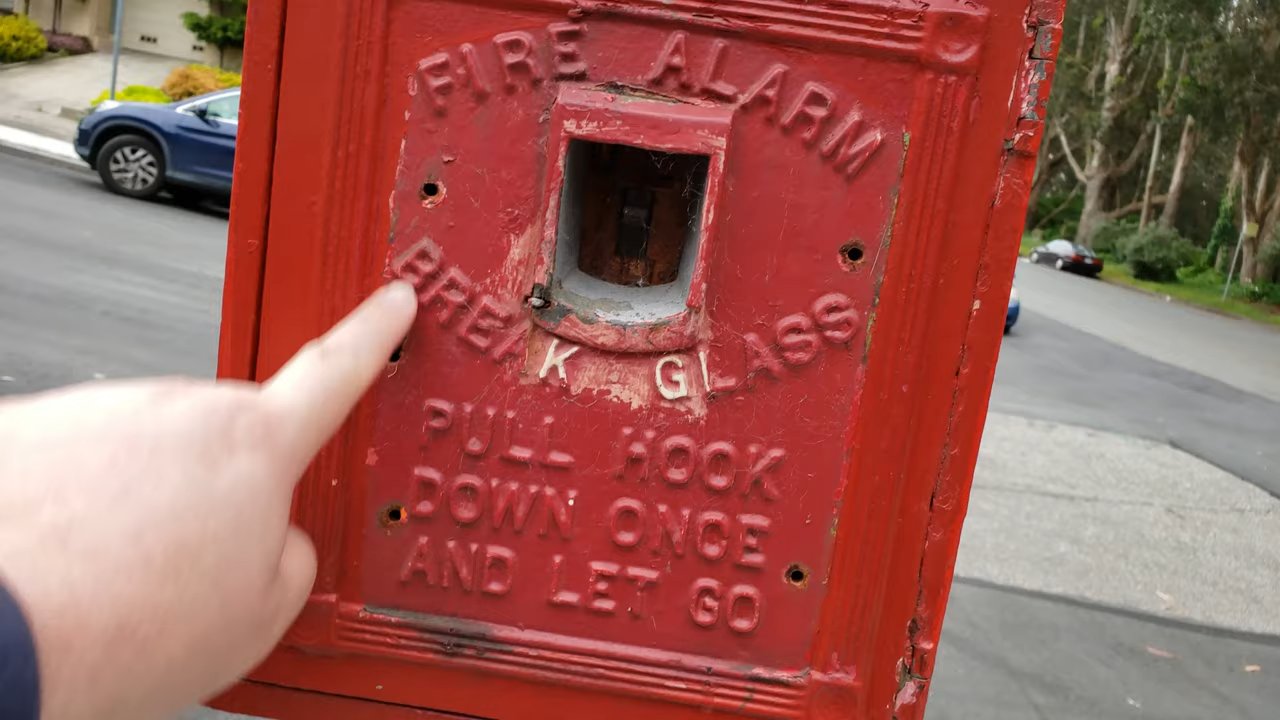 FIRE ALARM
BREAK GLASS
PULL HOOK
DOWN ONCE
AND LET GO